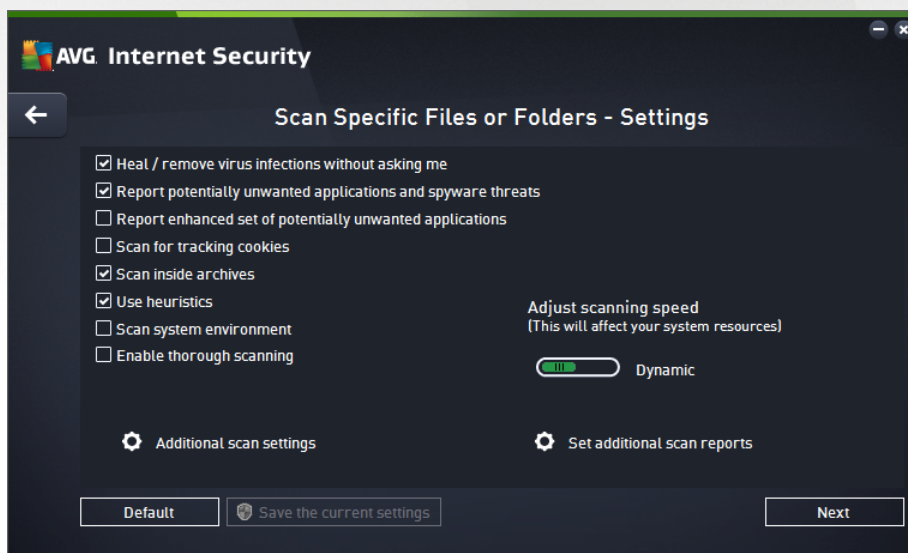 AVG. Internet Security
Scan Specific Files or Folders - Settings
Heal / remove virus infections without asking me
Report potentially unwanted applications and spyware threats
Report enhanced set of potentially unwanted applications
Scan for tracking cookies
Scan inside archives
Use heuristics
Scan system environment
Enable thorough scanning
Adjust scanning speed
(This will affect your system resources)
Dynamic
Additional scan settings
Set additional scan reports
Default
Save the current settings
Next